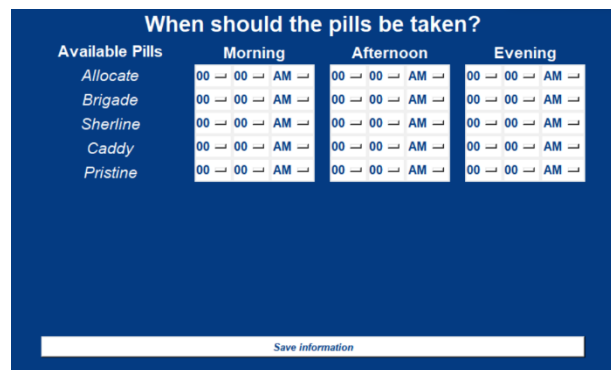 When should the pills be taken?
Available Pills Morning Afternoon Evening
Allocate 00 00 AM 00 00 AM 00 00 AM
Brigade 00 00 AM 00 00 AM 00 00 AM
Sherline 00 00 AM 00 00 AM 00 00 AM
Caddy 00 00 AM 00 00 AM 00 00 AM
Pristine 00 00 AM 00 00 AM 00 00 AM
Save information